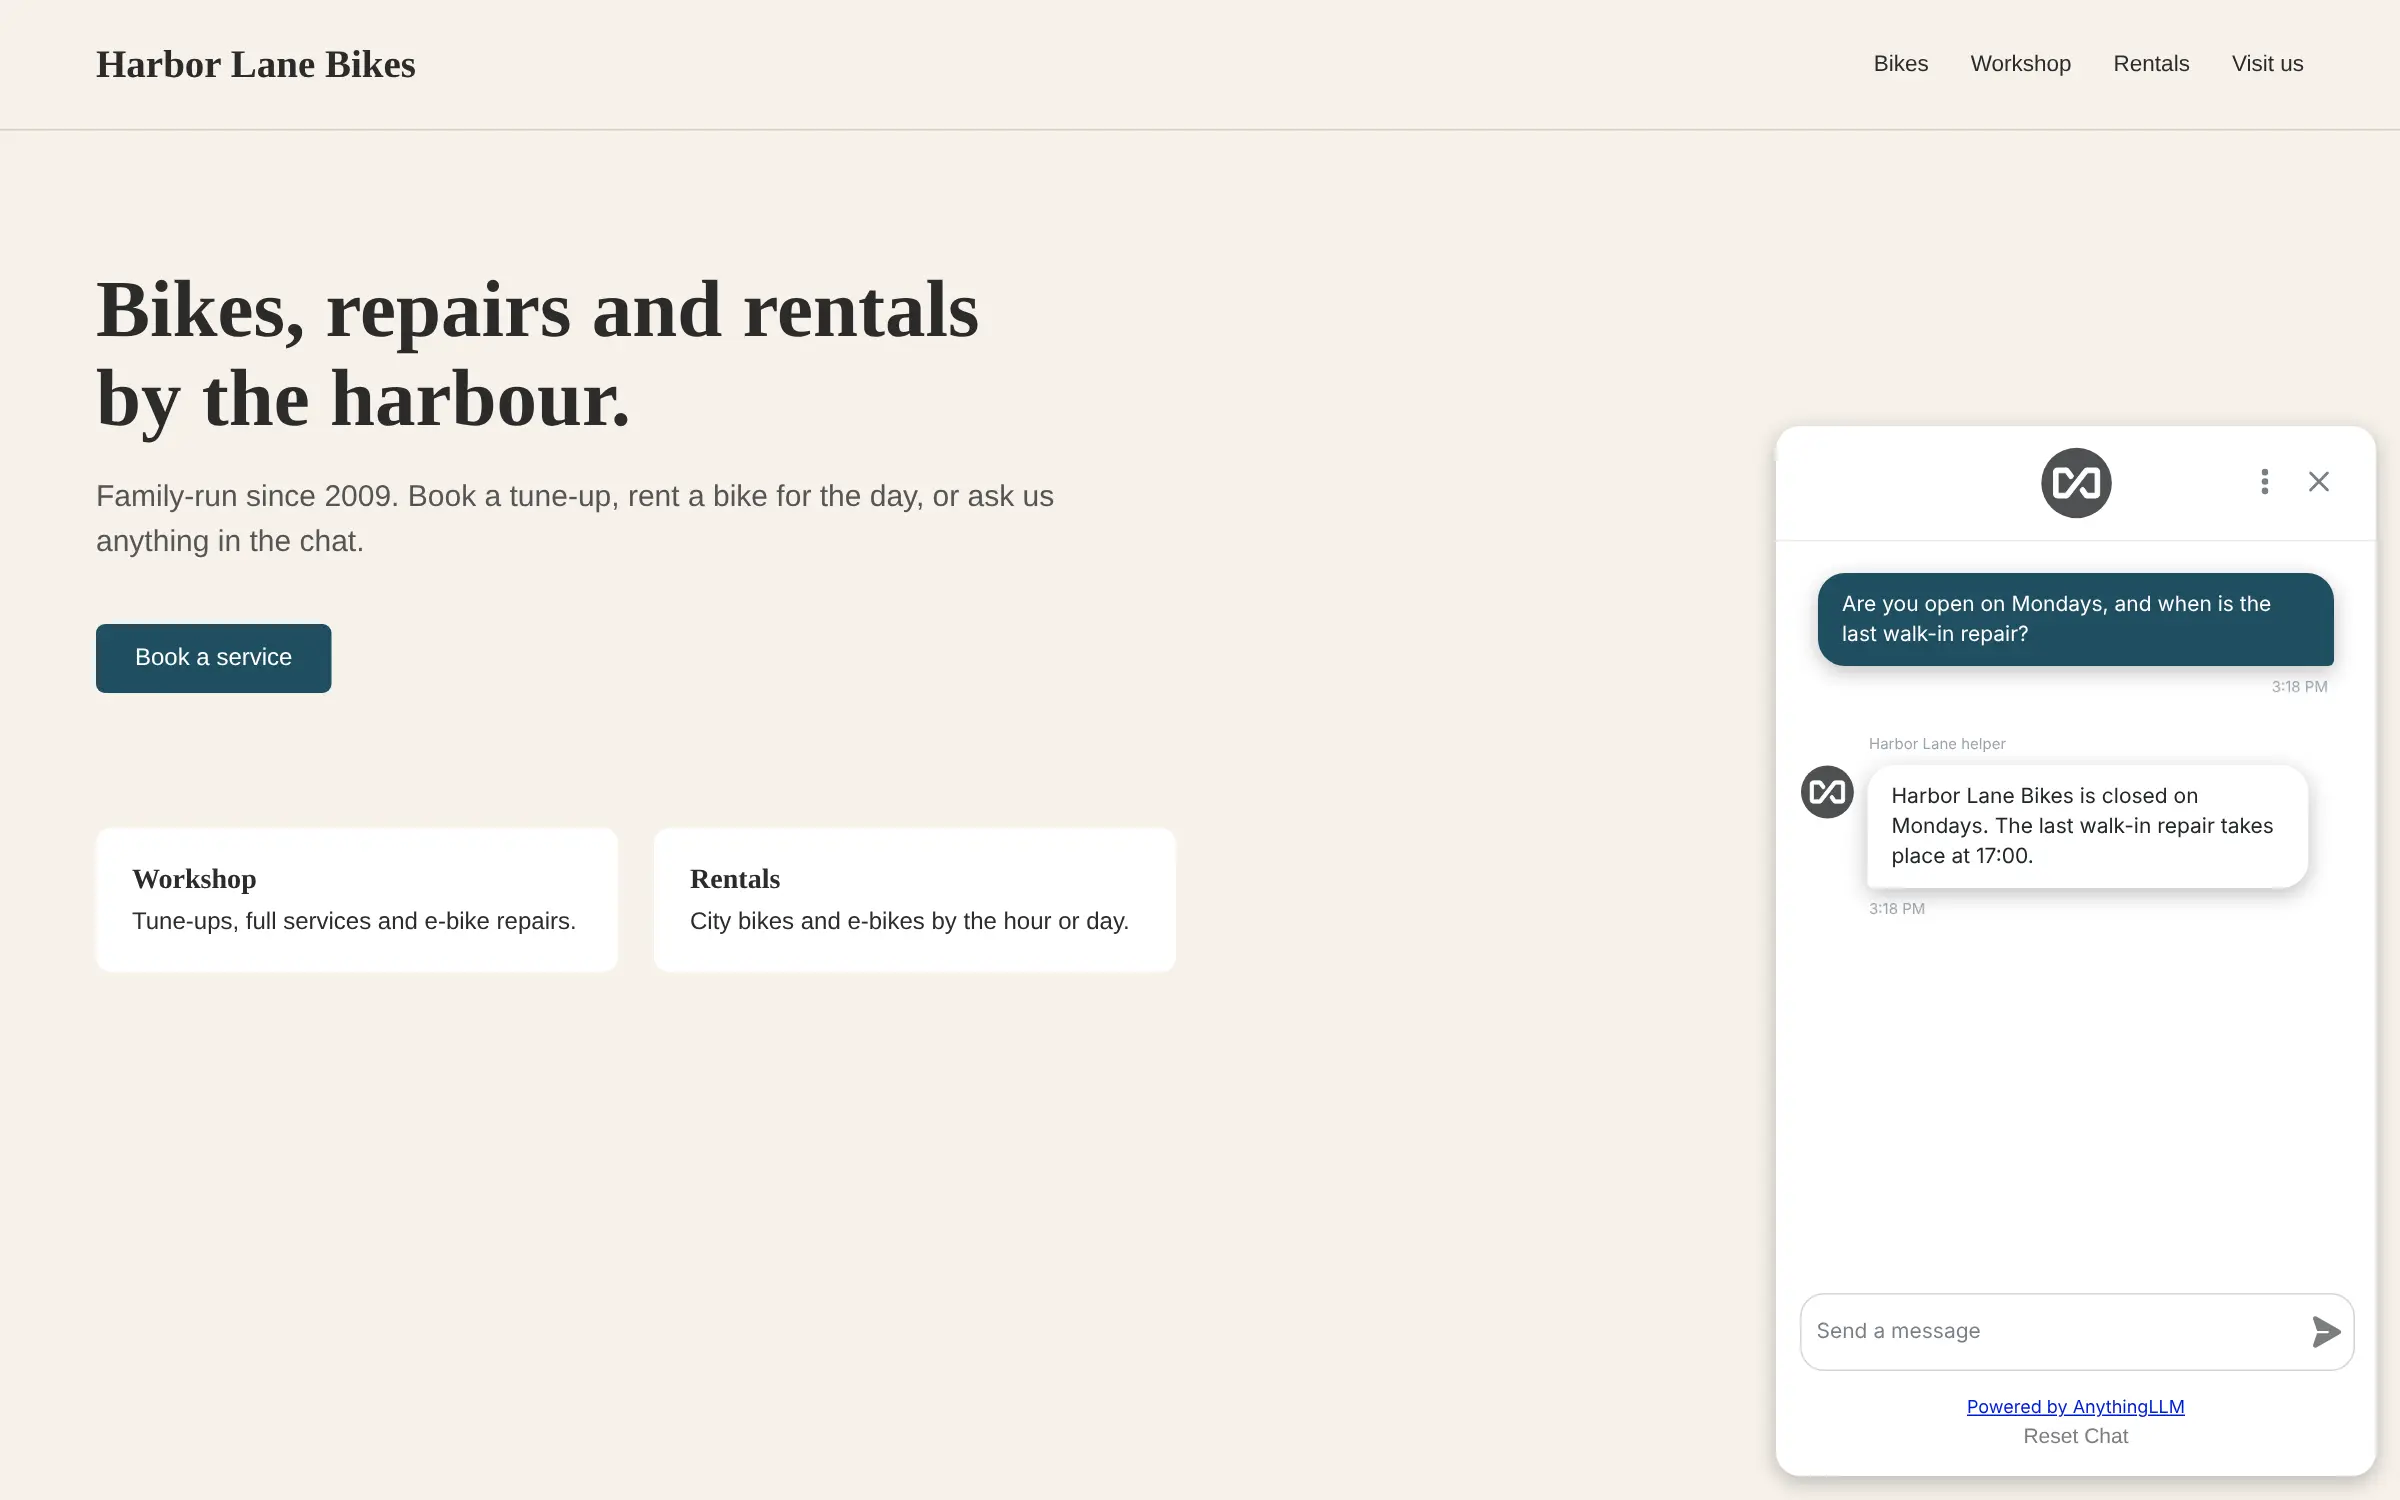 Harbor Lane Bikes
Bikes
Workshop
Rentals
Visit us
Bikes, repairs and rentals
by the harbour.
Family-run since 2009. Book a tune-up, rent a bike for the day, or ask us
anything in the chat.
Book a service
Workshop
Tune-ups, full services and e-bike repairs.
Rentals
City bikes and e-bikes by the hour or day.
Are you open on Mondays, and when is the
last walk-in repair?
3:18 PM
Harbor Lane helper
Harbor Lane Bikes is closed on
Mondays. The last walk-in repair takes
place at 17:00.
3:18 PM
Send a message
Powered by AnythingLLM
Reset Chat